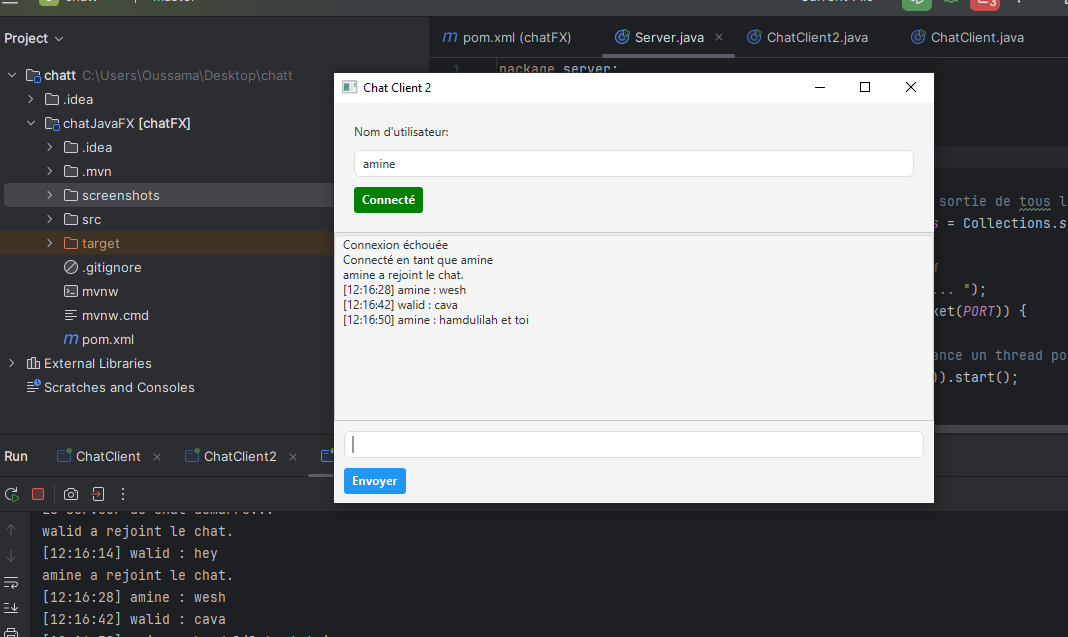 Project
pom.xml (chatFX)
Server.java
ChatClient2.java
ChatClient.java
chatt C:\Users\Oussama\Desktop\chatt
.idea
chatJavaFX [chatFX]
.idea
.mvn
screenshots
src
target
.gitignore
mvnw
mvnw.cmd
pom.xml
External Libraries
Scratches and Consoles
1
package server;
sortie de tous l
= Collections.s
... ");
ket(PORT)) {
ance un thread po
)).start();
Chat Client 2
Nom d'utilisateur:
amine
Connecté
Connexion échouée
Connecté en tant que amine
amine a rejoint le chat.
[12:16:28] amine : wesh
[12:16:42] walid : cava
[12:16:50] amine : hamdulilah et toi
Envoyer
Run
ChatClient
ChatClient2
walid a rejoint le chat.
[12:16:14] walid : hey
amine a rejoint le chat.
[12:16:28] amine : wesh
[12:16:42] walid : cava